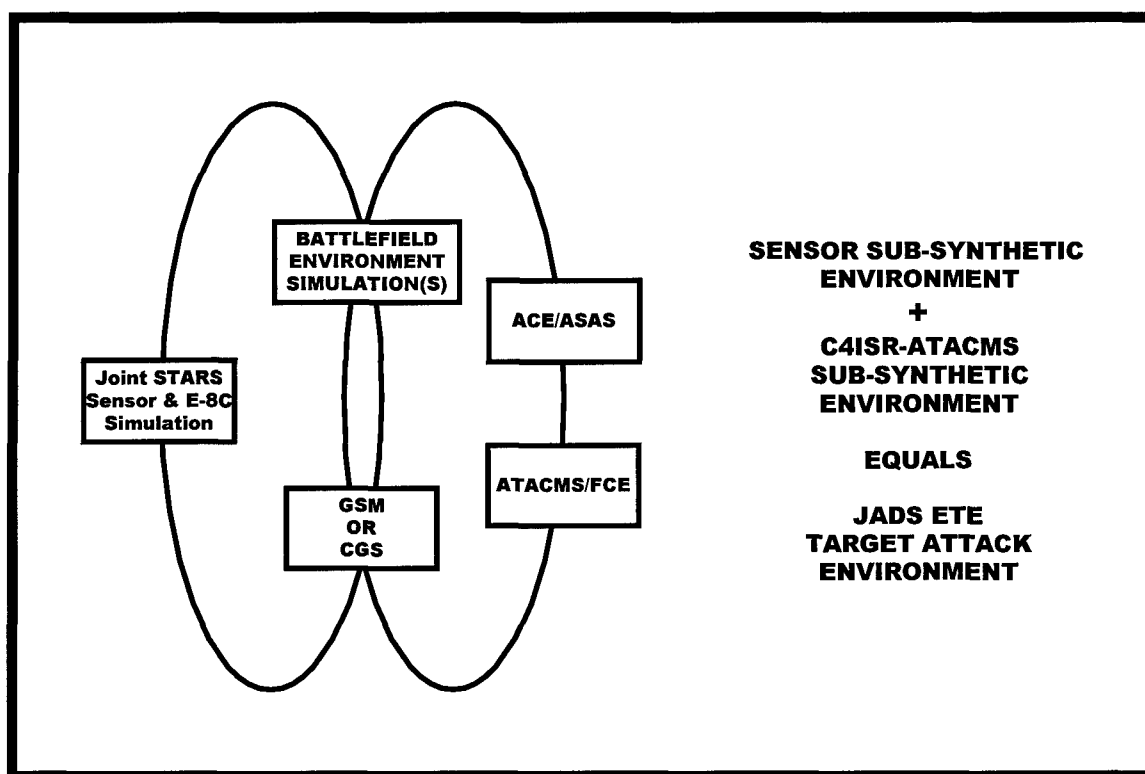 BATTLEFIELD
ENVIRONMENT
SIMULATION(S)
ACE/ASAS
Joint STARS
Sensor & E-8C
Simulation
ATACMS/FCE
GSM
OR
CGS
SENSOR SUB-SYNTHETIC
ENVIRONMENT
+
C4ISR-ATACMS
SUB-SYNTHETIC
ENVIRONMENT
EQUALS
JADS ETE
TARGET ATTACK
ENVIRONMENT